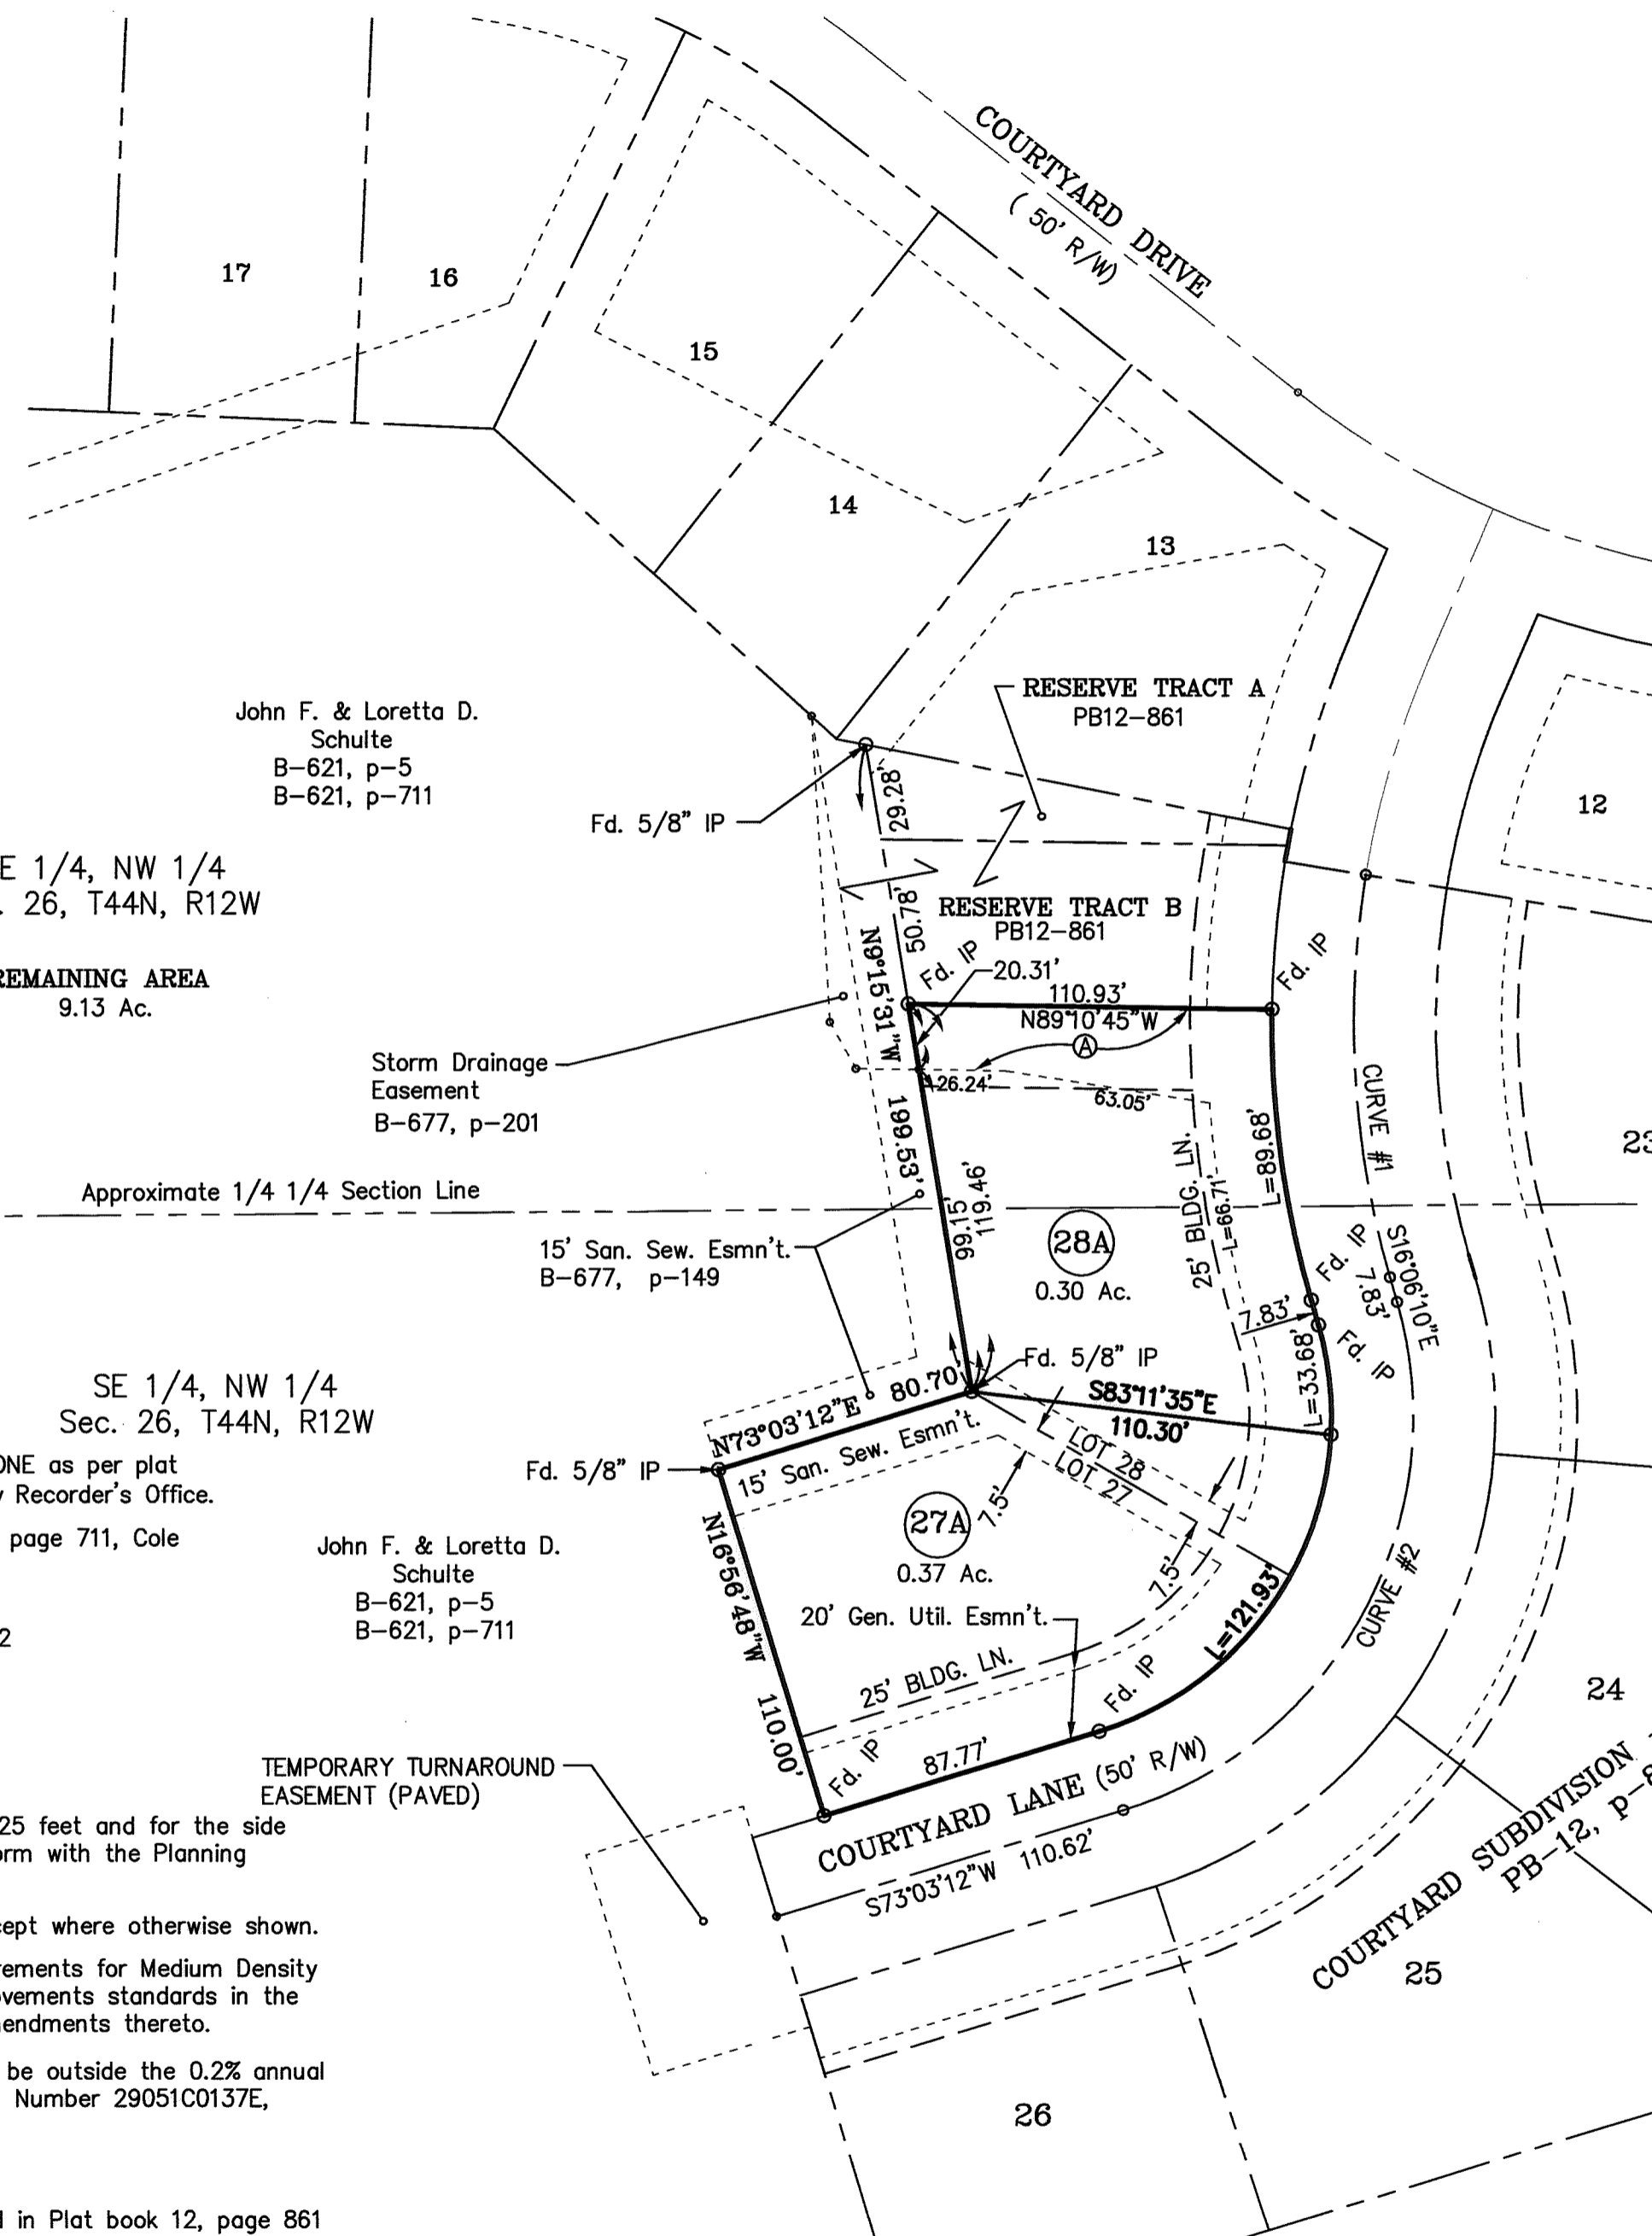 COURTYARD DRIVE
( 50' R/W)
17
16
15
14
13
12
RESERVE TRACT A
PB12-861
John F. & Loretta D.
Schulte
B-621, p-5
B-621, p-711
Fd. 5/8" IP
29.28'
E 1/4, NW 1/4
. 26, T44N, R12W
50.78'
RESERVE TRACT B
PB12-861
REMAINING AREA
9.13 Ac.
N9°15'31"W 199.53'
Fd. IP
20.31'
110.93'
N89°10'45"W
A
Fd. IP
Storm Drainage
Easement
B-677, p-201
26.24'
63.05'
CURVE #1
23
L=89.68'
25' BLDG. LN.
L=66.71'
Approximate 1/4 1/4 Section Line
99.15'
119.46'
28A
0.30 Ac.
15' San. Sew. Esmn't.
B-677, p-149
Fd. IP
7.83'
S16°06'10"E
7.83'
Fd. IP
L=33.68'
Fd. 5/8" IP
SE 1/4, NW 1/4
Sec. 26, T44N, R12W
N73°03'12"E 80.70'
S83°11'35"E
110.30'
15' San. Sew. Esmn't.
LOT 28
LOT 27
ONE as per plat
y Recorder's Office.
Fd. 5/8" IP
page 711, Cole
27A
0.37 Ac.
7.5'
7.5'
John F. & Loretta D.
Schulte
B-621, p-5
B-621, p-711
N16°56'48"W 110.00'
20' Gen. Util. Esmn't.
L=121.93'
CURVE #2
2
25' BLDG. LN.
Fd. IP
24
TEMPORARY TURNAROUND
EASEMENT (PAVED)
Fd. IP
87.77'
COURTYARD LANE (50' R/W)
S73°03'12"W 110.62'
COURTYARD SUBDIVISION
PB-12, p-8
25 feet and for the side
orm with the Planning
cept where otherwise shown.
rements for Medium Density
ovements standards in the
mendments thereto.
25
be outside the 0.2% annual
Number 29051C0137E,
26
d in Plat book 12, page 861